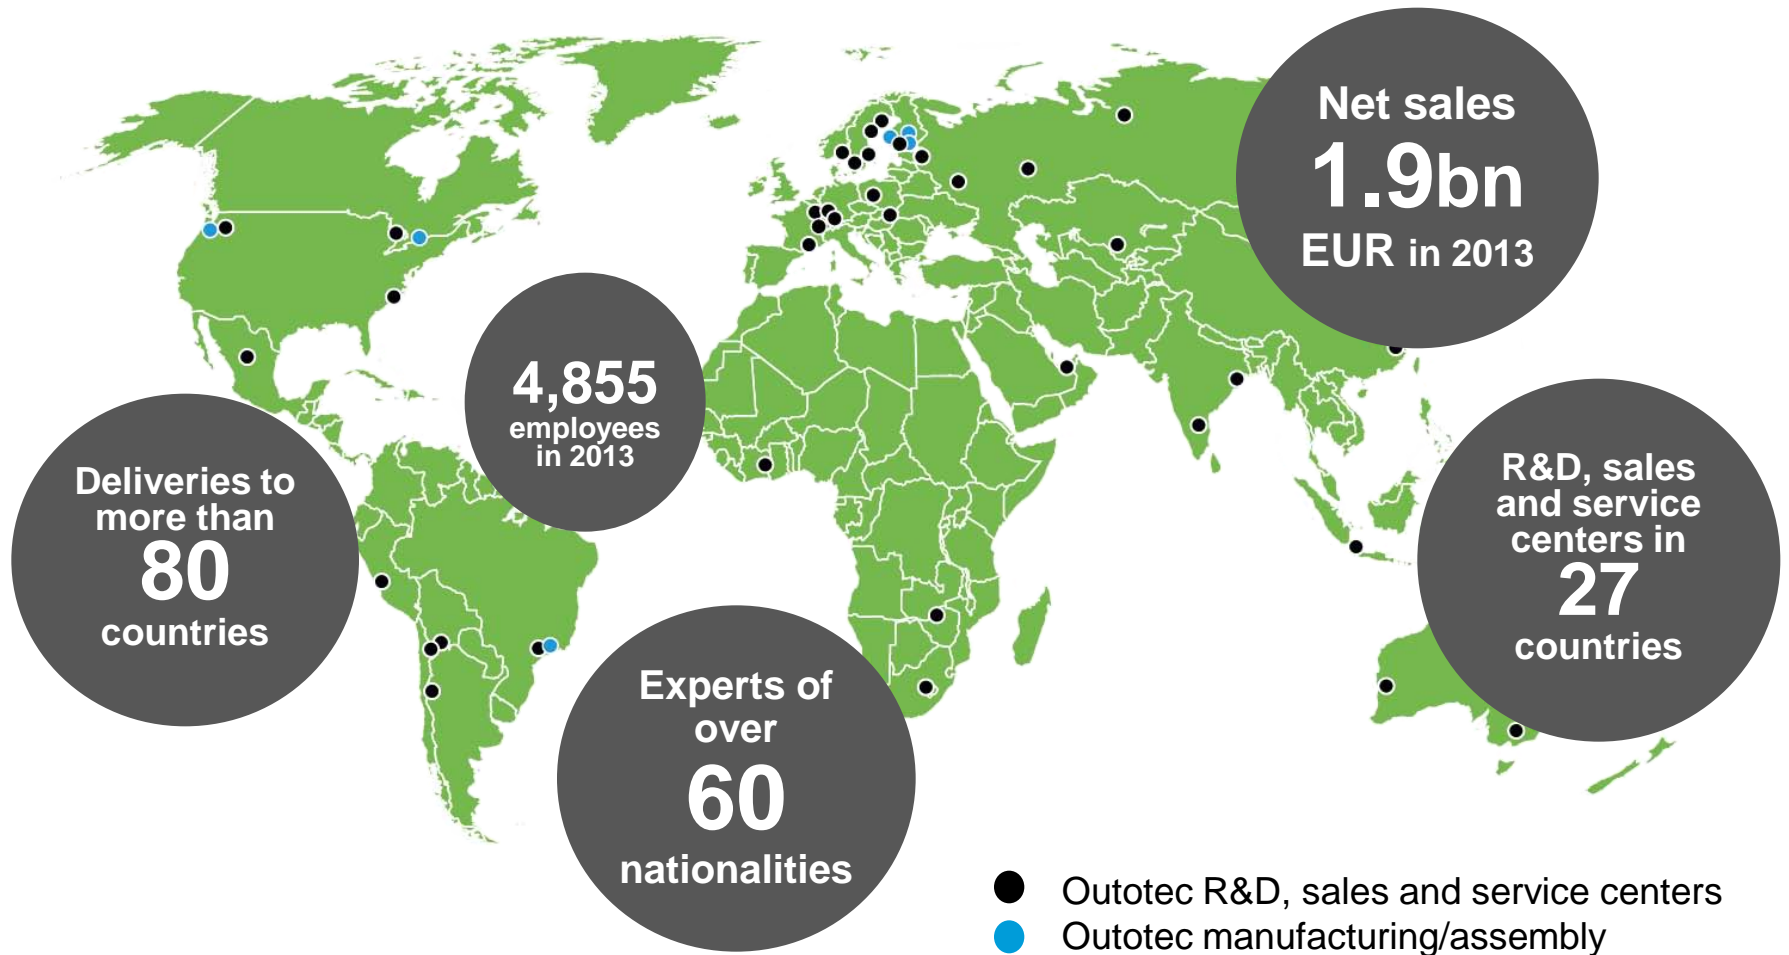 Net sales
1.9bn
EUR in 2013
4,855
employees
in 2013
Deliveries to
more than
80
countries
R&D, sales
and service
centers in
27
countries
Experts of
over
60
nationalities
Outotec R&D, sales and service centers
Outotec manufacturing/assembly